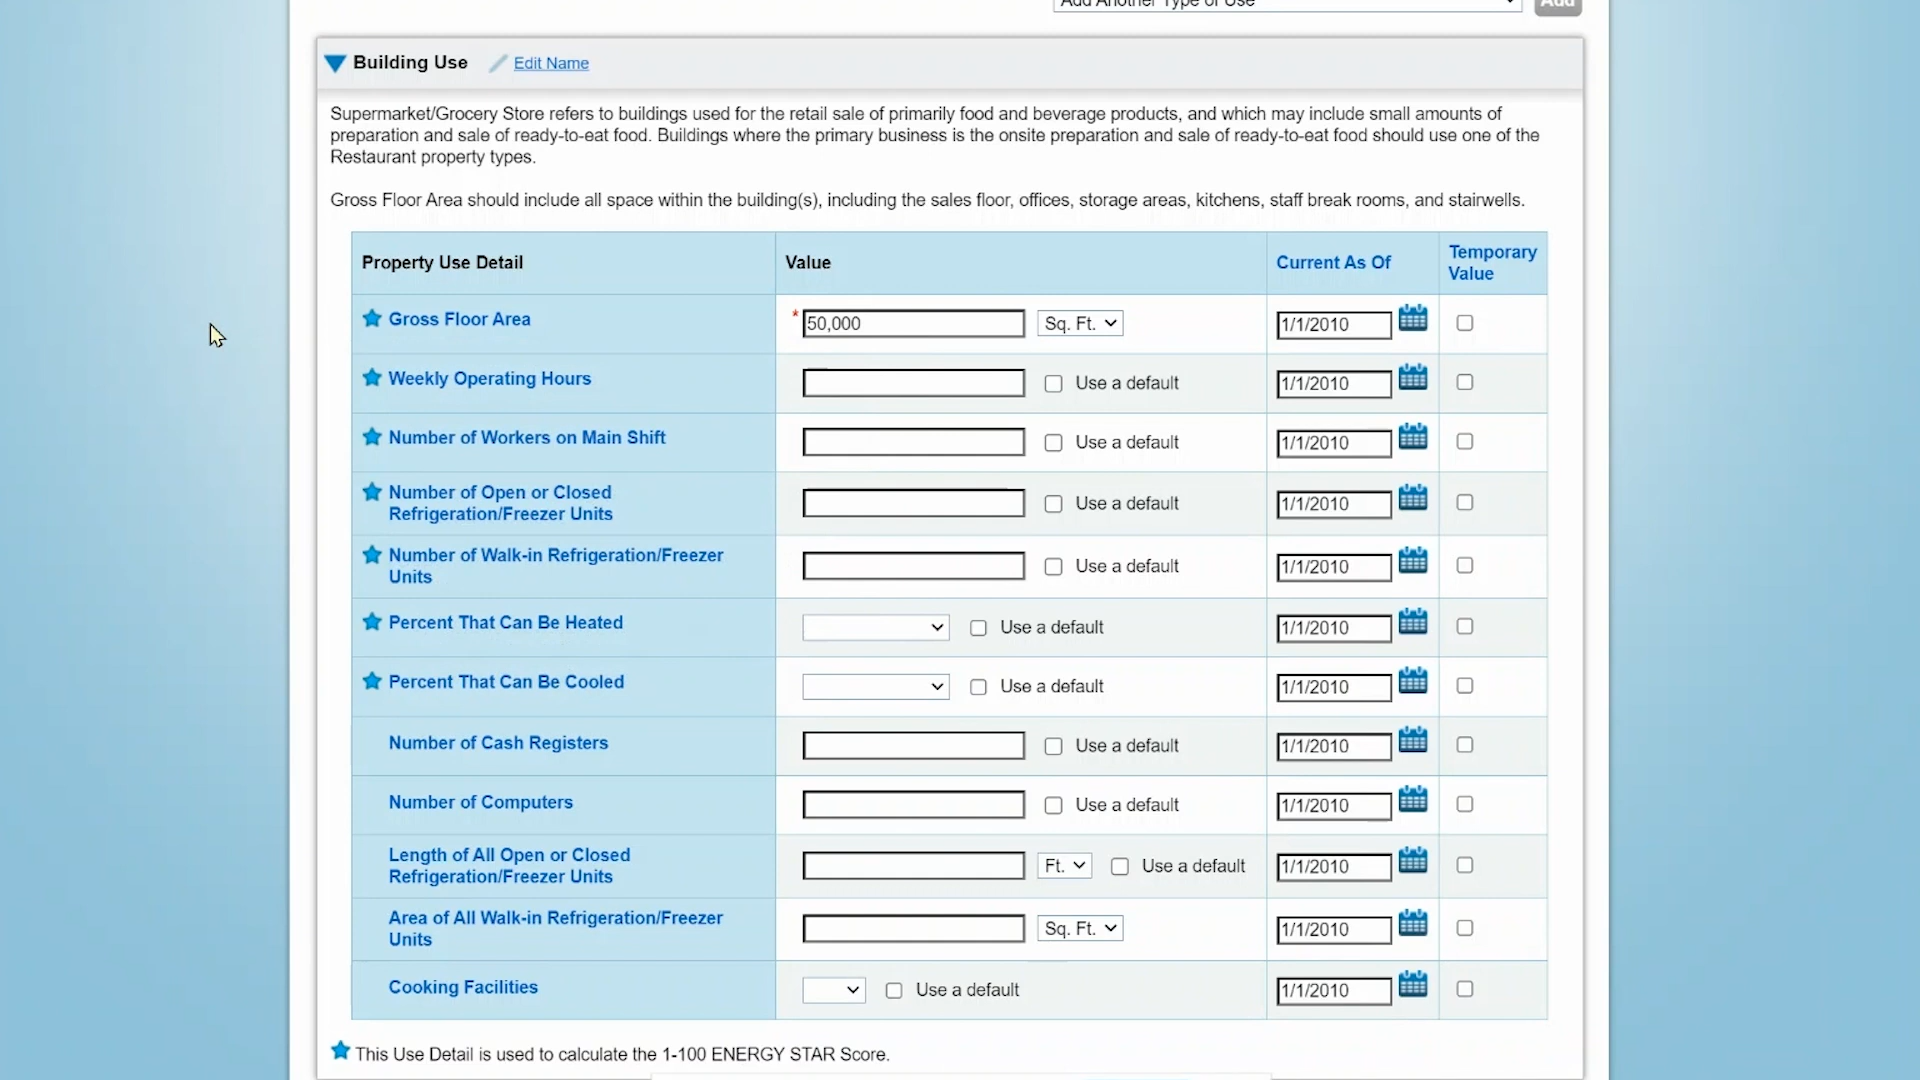 Add Another Type of Use
Add
Building Use
Edit Name
Supermarket/Grocery Store refers to buildings used for the retail sale of primarily food and beverage products, and which may include small amounts of
preparation and sale of ready-to-eat food. Buildings where the primary business is the onsite preparation and sale of ready-to-eat food should use one of the
Restaurant property types.
Gross Floor Area should include all space within the building(s), including the sales floor, offices, storage areas, kitchens, staff break rooms, and stairwells.
Property Use Detail Value Current As Of Temporary
Value
Gross Floor Area * 50,000 Sq. Ft. 1/1/2010
Weekly Operating Hours Use a default 1/1/2010
Number of Workers on Main Shift Use a default 1/1/2010
Number of Open or Closed
Refrigeration/Freezer Units Use a default 1/1/2010
Number of Walk-in Refrigeration/Freezer
Units Use a default 1/1/2010
Percent That Can Be Heated Use a default 1/1/2010
Percent That Can Be Cooled Use a default 1/1/2010
Number of Cash Registers Use a default 1/1/2010
Number of Computers Use a default 1/1/2010
Length of All Open or Closed
Refrigeration/Freezer Units Ft. Use a default 1/1/2010
Area of All Walk-in Refrigeration/Freezer
Units Sq. Ft. 1/1/2010
Cooking Facilities Use a default 1/1/2010
This Use Detail is used to calculate the 1-100 ENERGY STAR Score.